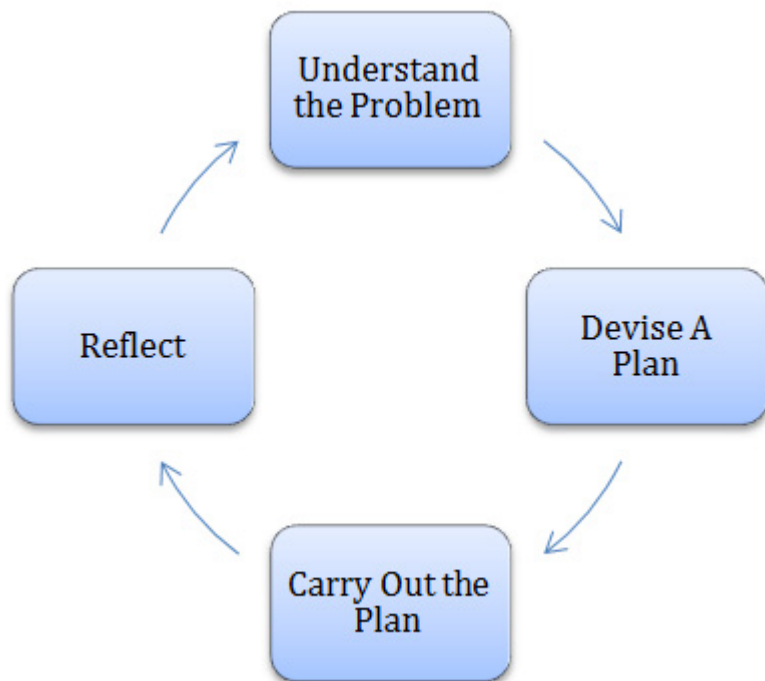 Understand
the Problem
Devise A
Plan
Carry Out the
Plan
Reflect